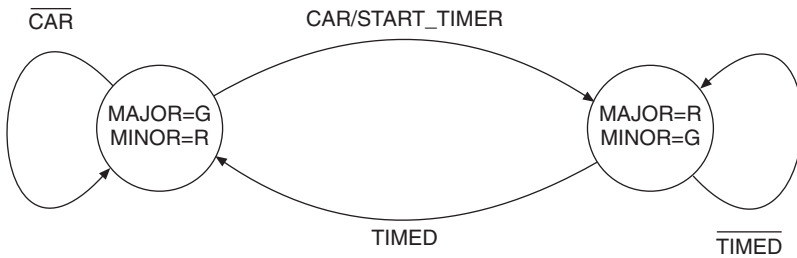 CAR
CAR/START_TIMER
MAJOR=G
MINOR=R
MAJOR=R
MINOR=G
TIMED
TIMED